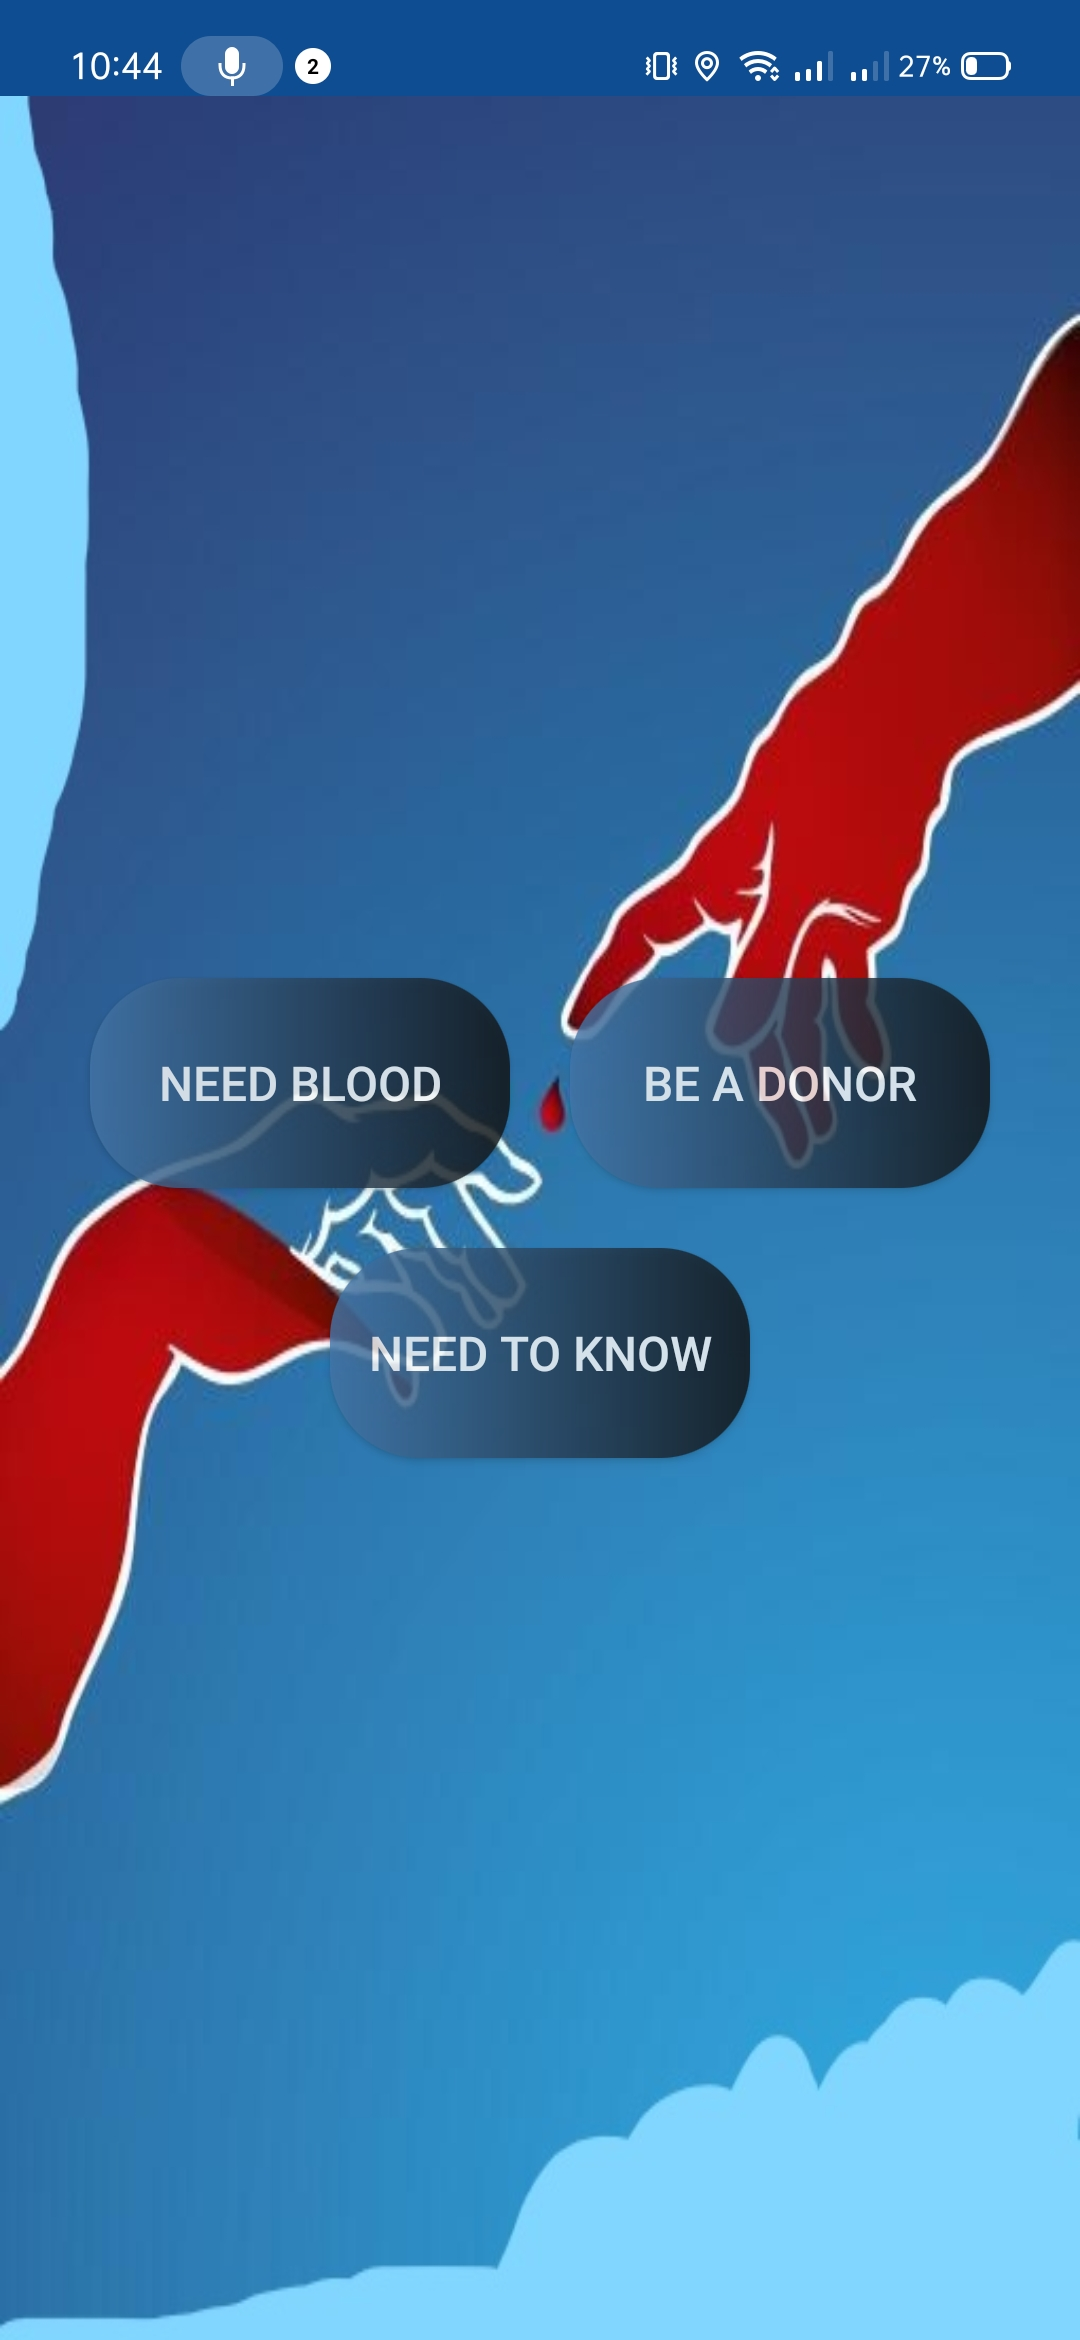 10:44 2 27%
NEED BLOOD BE A DONOR
NEED TO KNOW